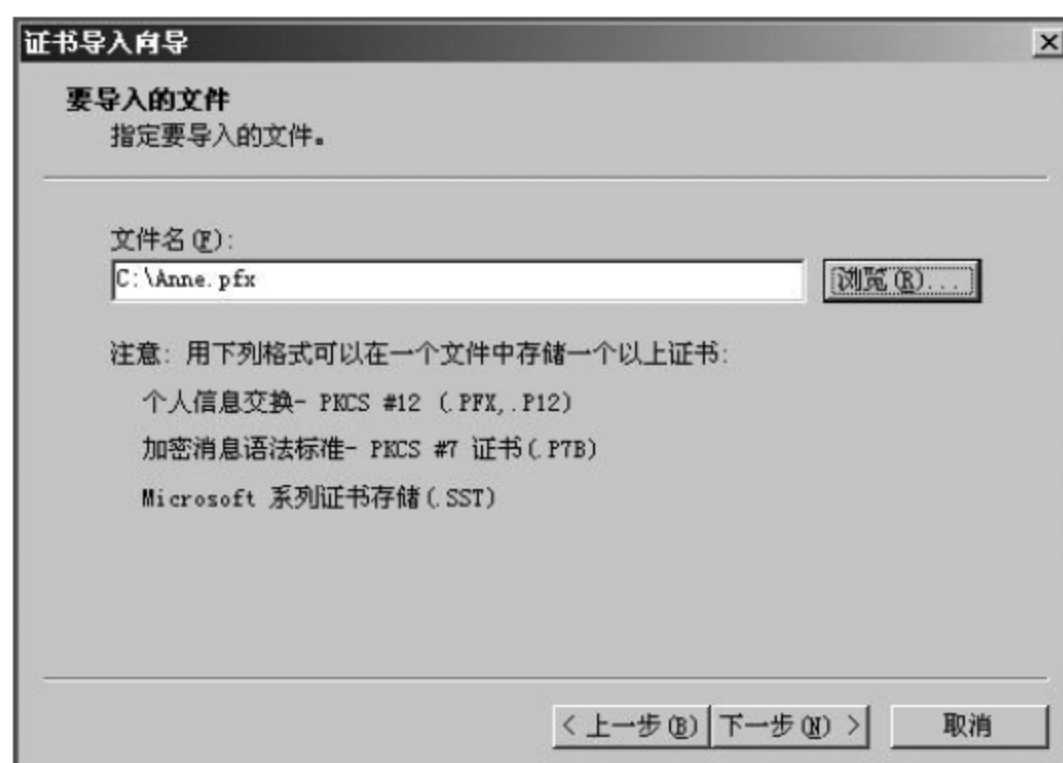 证书导入向导
要导入的文件
指定要导入的文件。
文件名(F):
C:\Anne.pfx
浏览(R)...
注意: 用下列格式可以在一个文件中存储一个以上证书:
个人信息交换- PKCS #12 (.PFX,.P12)
加密消息语法标准- PKCS #7 证书(.P7B)
Microsoft 系列证书存储(.SST)
< 上一步(B) 下一步(N) > 取消